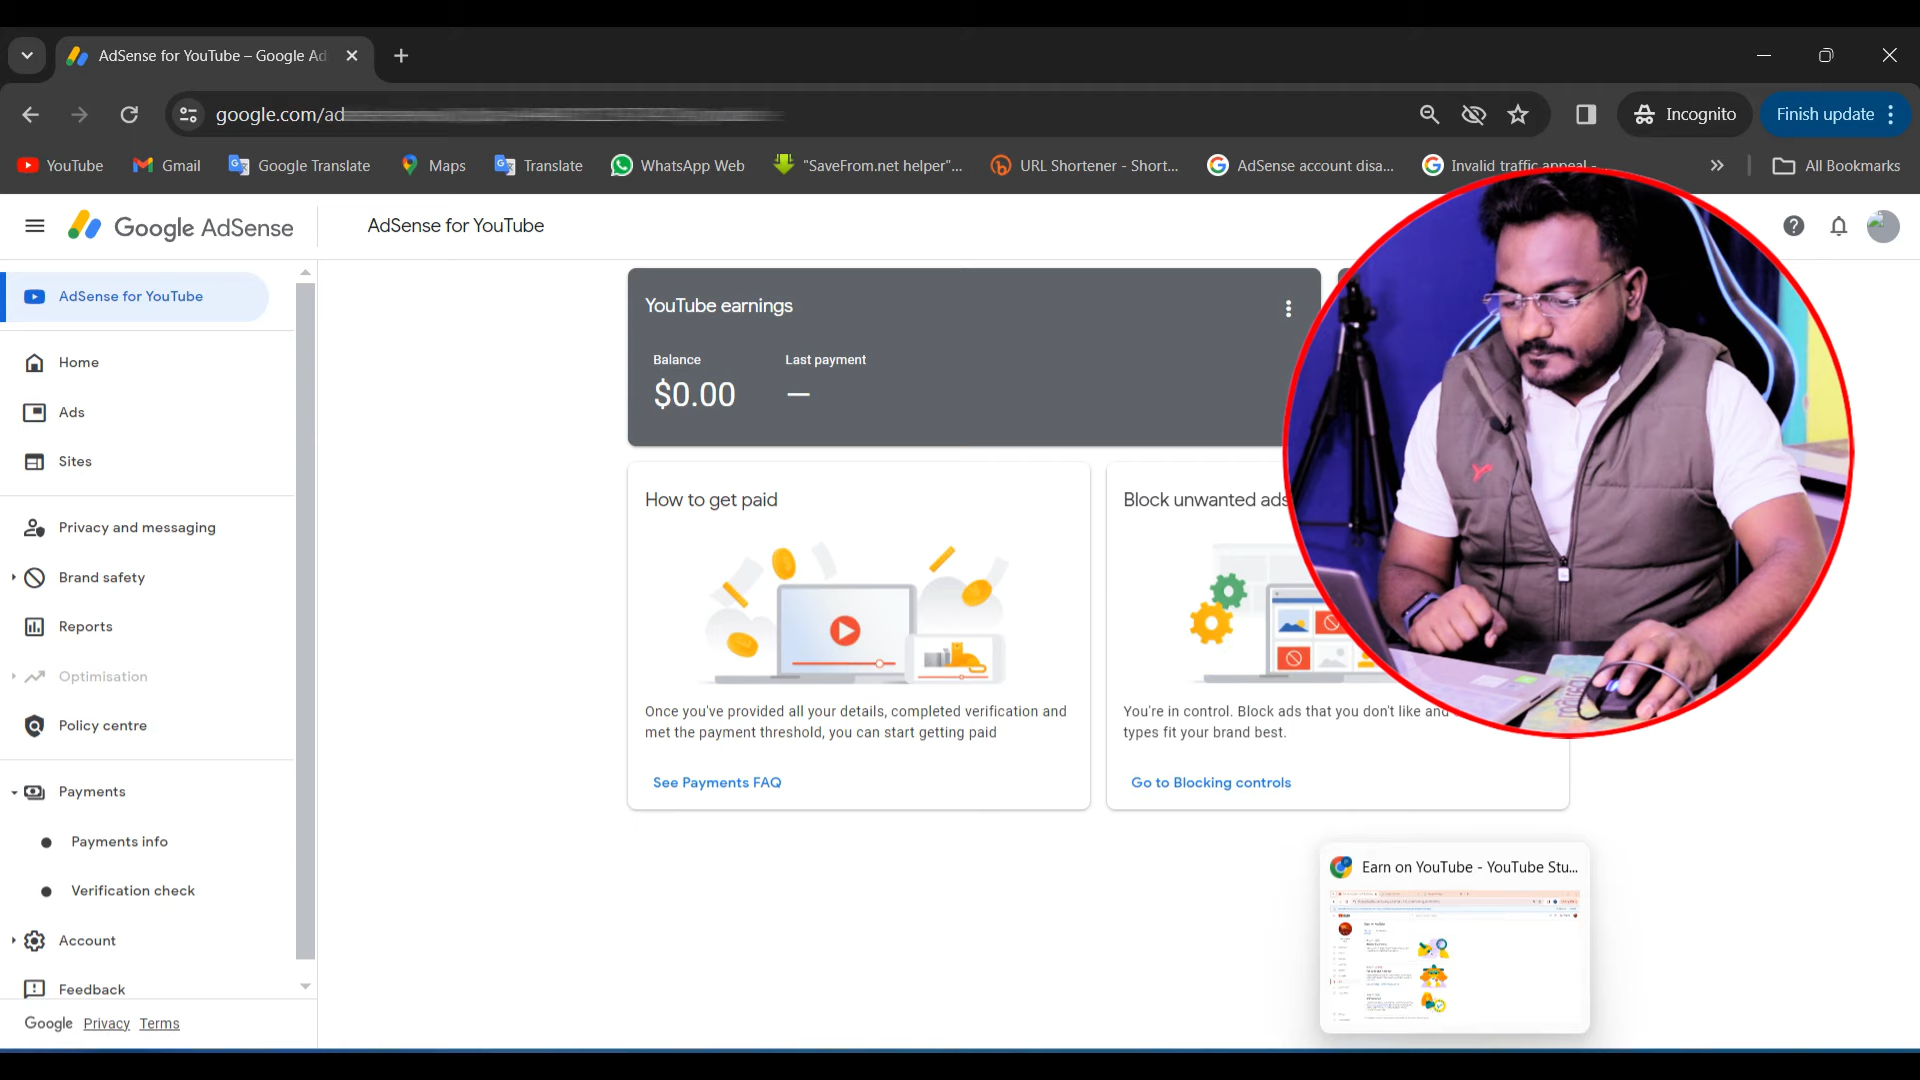 AdSense for YouTube – Google Ad
google.com/ad
Incognito
Finish update
YouTube
Gmail
Google Translate
Maps
Translate
WhatsApp Web
"SaveFrom.net helper"...
URL Shortener - Short...
AdSense account disa...
Invalid traffic appeal -
All Bookmarks
Google AdSense
AdSense for YouTube
AdSense for YouTube
Home
Ads
Sites
Privacy and messaging
Brand safety
Reports
Optimisation
Policy centre
Payments
Payments info
Verification check
Account
Feedback
Google Privacy Terms
YouTube earnings
Balance Last payment
$0.00 —
How to get paid
Once you've provided all your details, completed verification and
met the payment threshold, you can start getting paid
See Payments FAQ
Block unwanted ads
You're in control. Block ads that you don't like and
types fit your brand best.
Go to Blocking controls
Earn on YouTube - YouTube Stu...